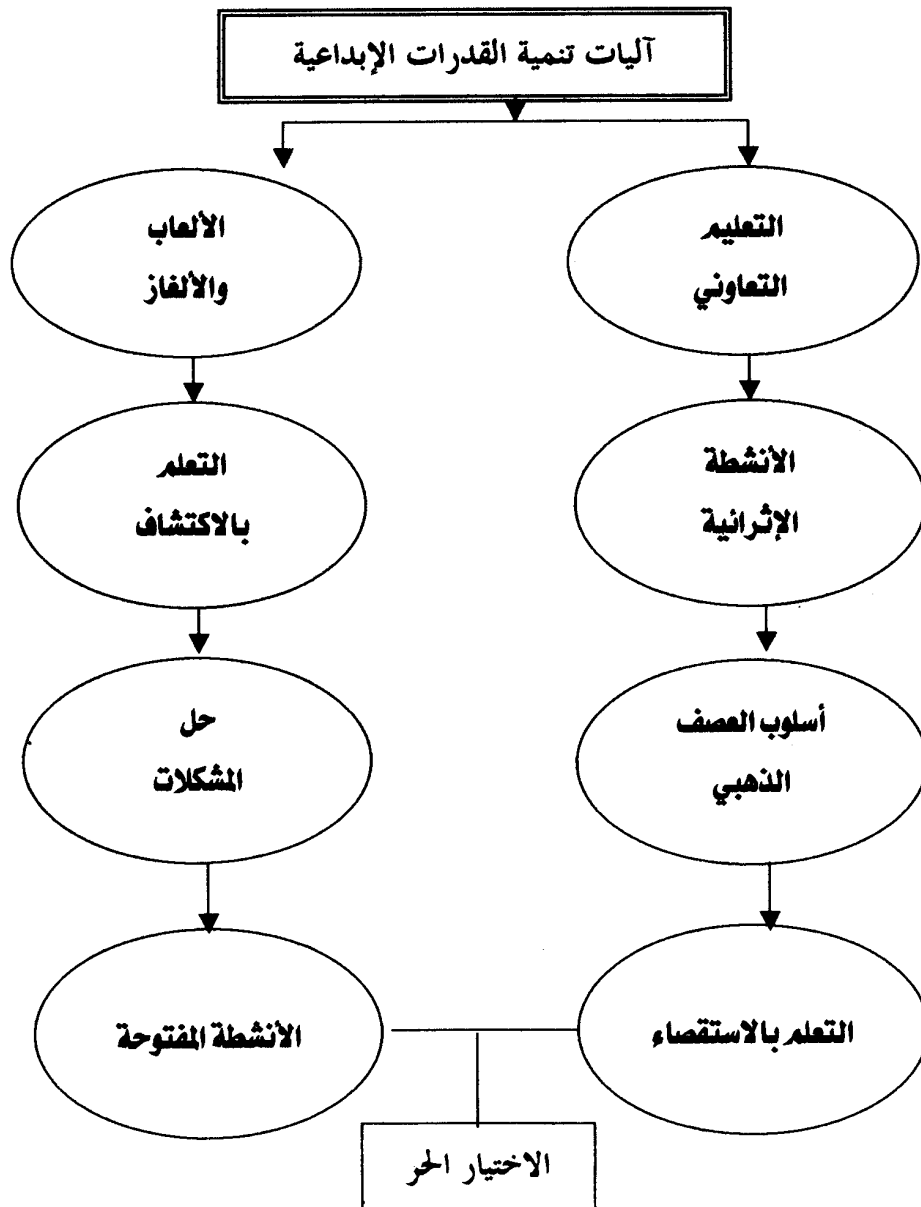 آليات تنمية القدرات الإبداعية
التعليم
التعاوني
الألعاب
والألغاز
الأنشطة
الإثرائية
التعلم
بالاكتشاف
أسلوب العصف
الذهبي
حل
المشكلات
التعلم بالاستقصاء
الأنشطة المفتوحة
الاختيار الحر